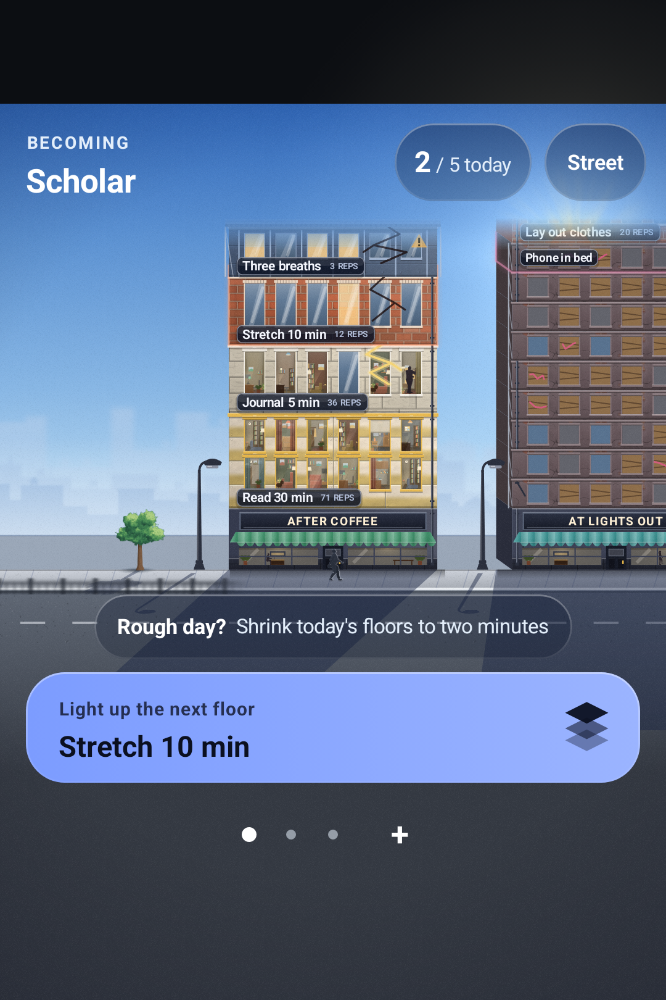 BECOMING
Scholar
2 / 5 today
Street
Lay out clothes 20 REPS
Phone in bed
Three breaths 3 REPS
Stretch 10 min 12 REPS
Journal 5 min 36 REPS
Read 30 min 71 REPS
AFTER COFFEE
AT LIGHTS OUT
Rough day? Shrink today's floors to two minutes
Light up the next floor
Stretch 10 min
+